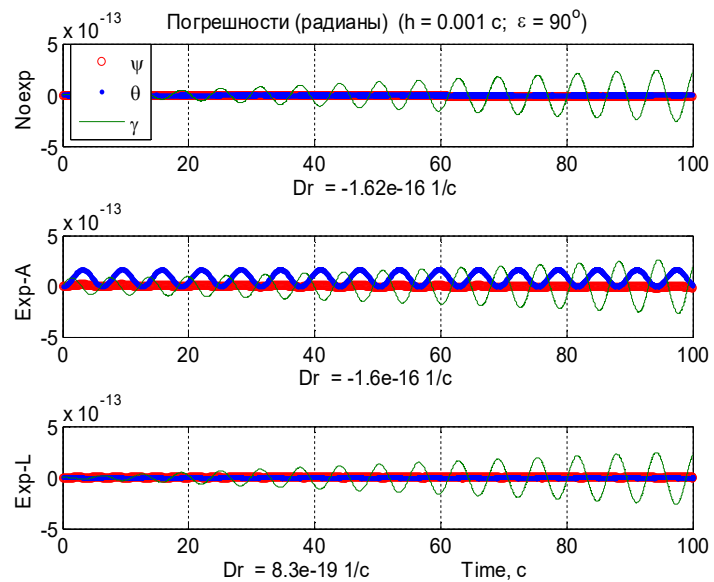 Погрешности (радианы) (h = 0.001 c; ε = 90°)
x 10⁻¹³
5
0
-5
No exp
ψ
θ
γ
0 20 40 60 80 100
Dr = -1.62e-16 1/c
x 10⁻¹³
5
0
-5
Exp-A
0 20 40 60 80 100
Dr = -1.6e-16 1/c
x 10⁻¹³
5
0
-5
Exp-L
0 20 40 60 80 100
Dr = 8.3e-19 1/c Time, c